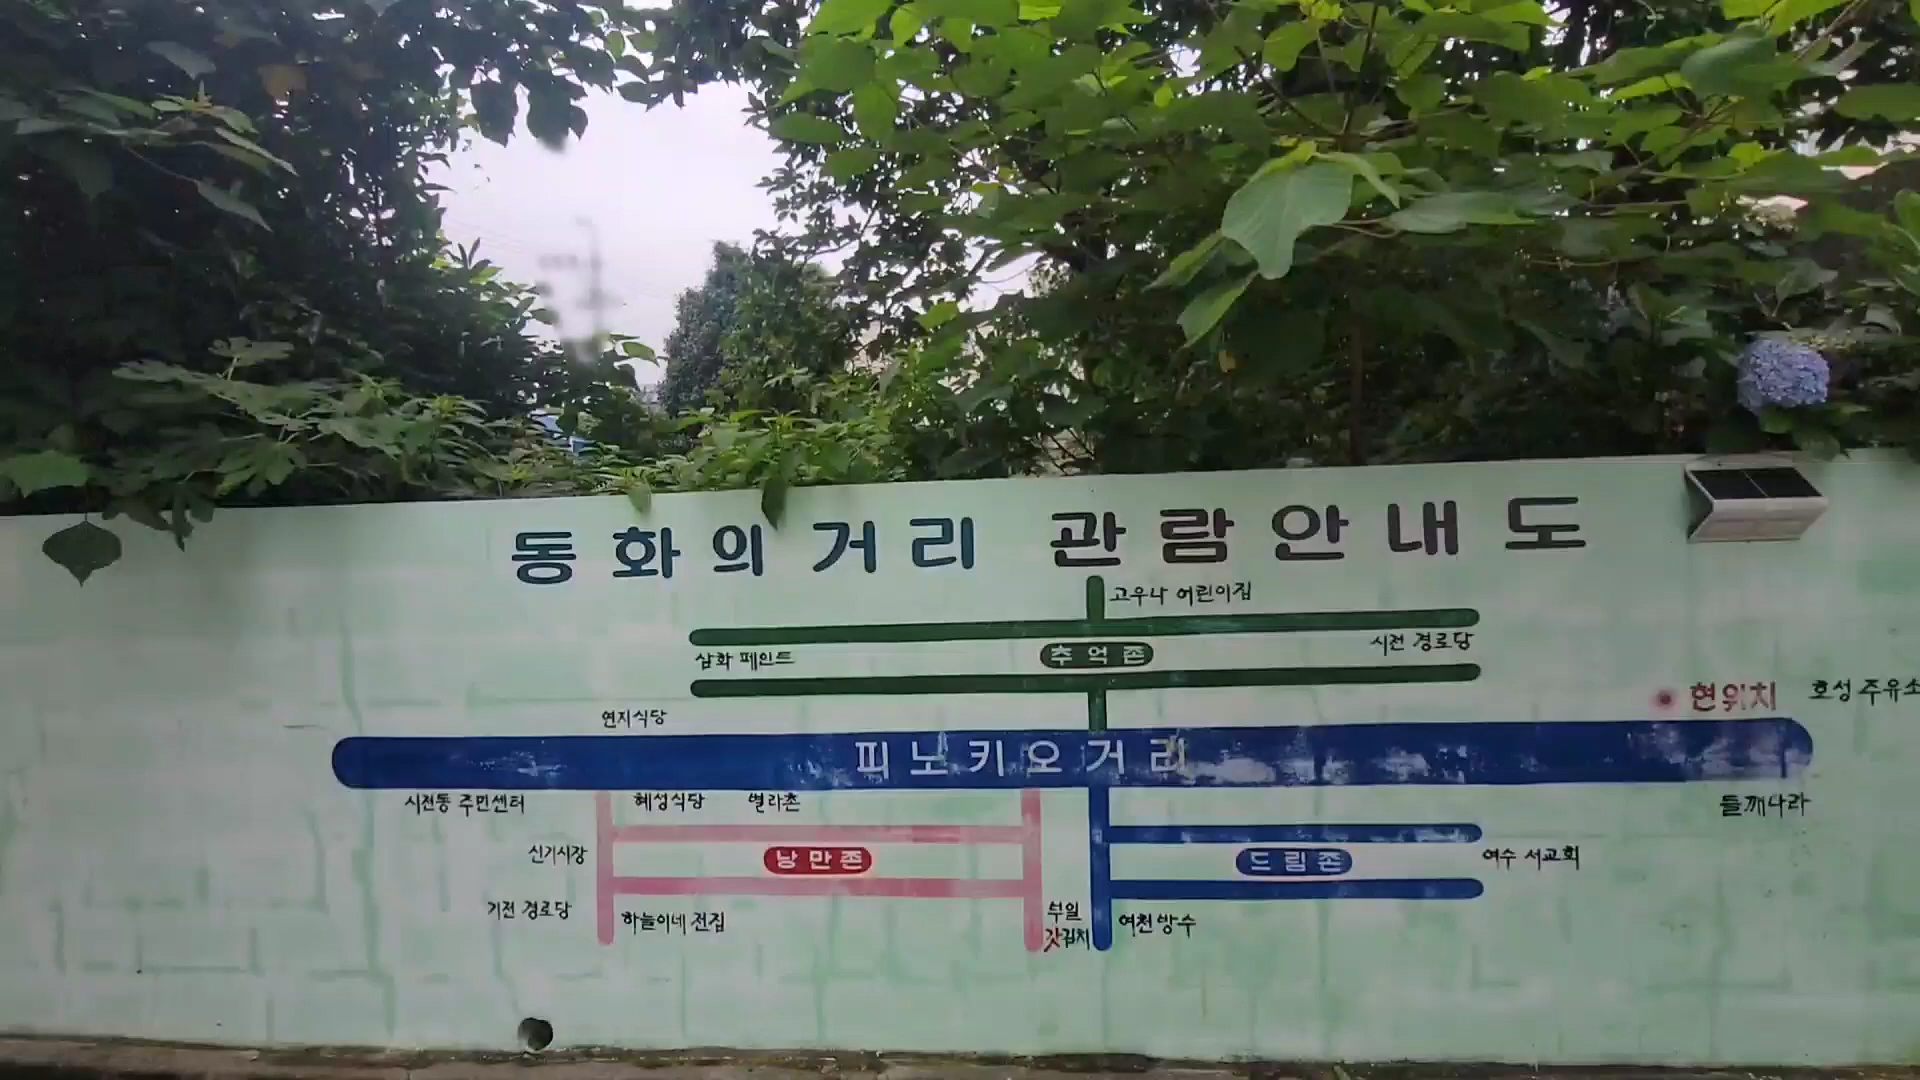 동화의거리 관람안내도
고우나 어린이집
삼화 페인트
추억존
시전 경로당
현위치
호성 주유소
연지식당
피노키오거리
시전동 주민센터
혜성식당
별라촌
들깨나라
신기시장
낭만존
드림존
여수 서교회
기전 경로당
하늘이네 전집
부일
갓김치
여천방수